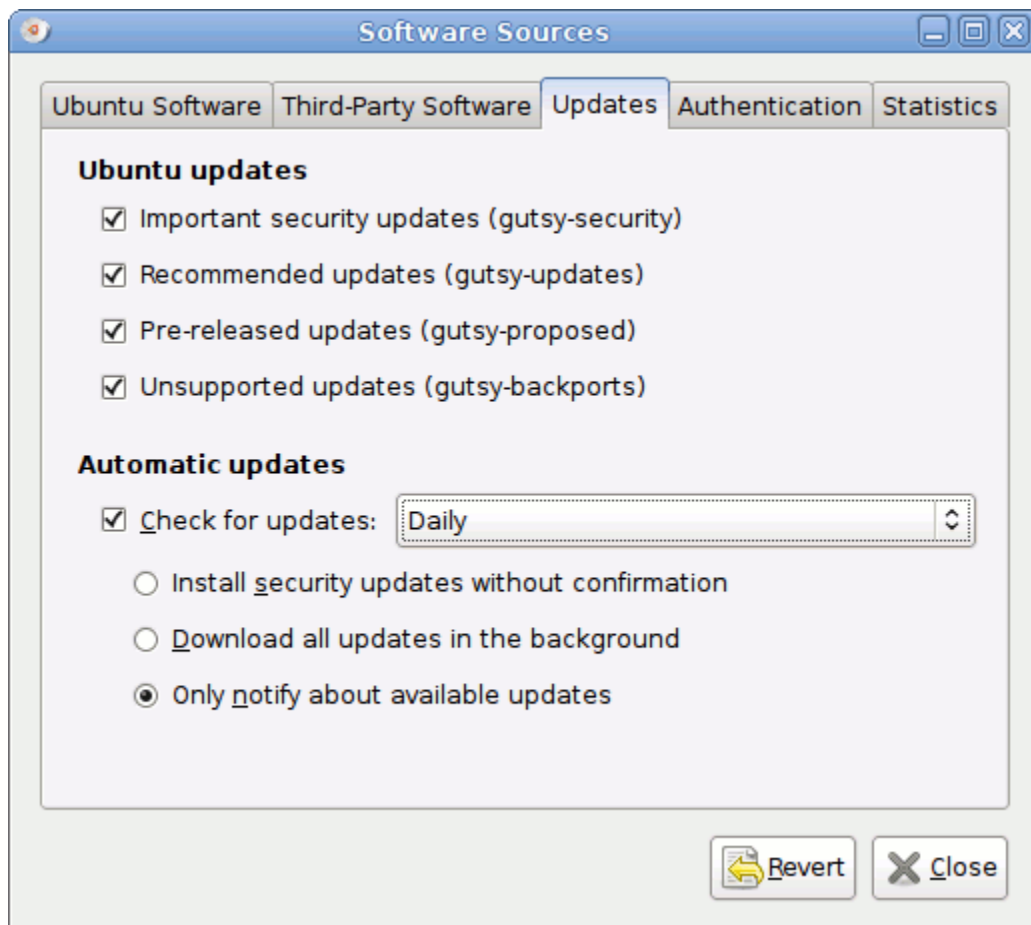 Software Sources
Ubuntu Software Third-Party Software Updates Authentication Statistics
Ubuntu updates
Important security updates (gutsy-security)
Recommended updates (gutsy-updates)
Pre-released updates (gutsy-proposed)
Unsupported updates (gutsy-backports)
Automatic updates
Check for updates: Daily
Install security updates without confirmation
Download all updates in the background
Only notify about available updates
Revert Close